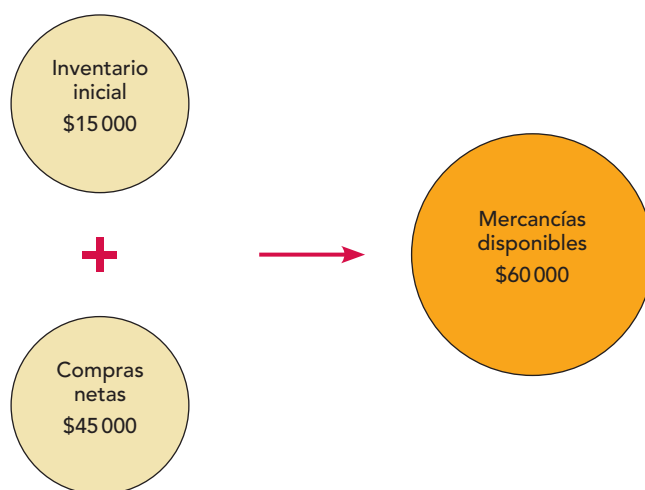 Inventario
inicial
$15 000
+
Compras
netas
$45 000
Mercancías
disponibles
$60 000